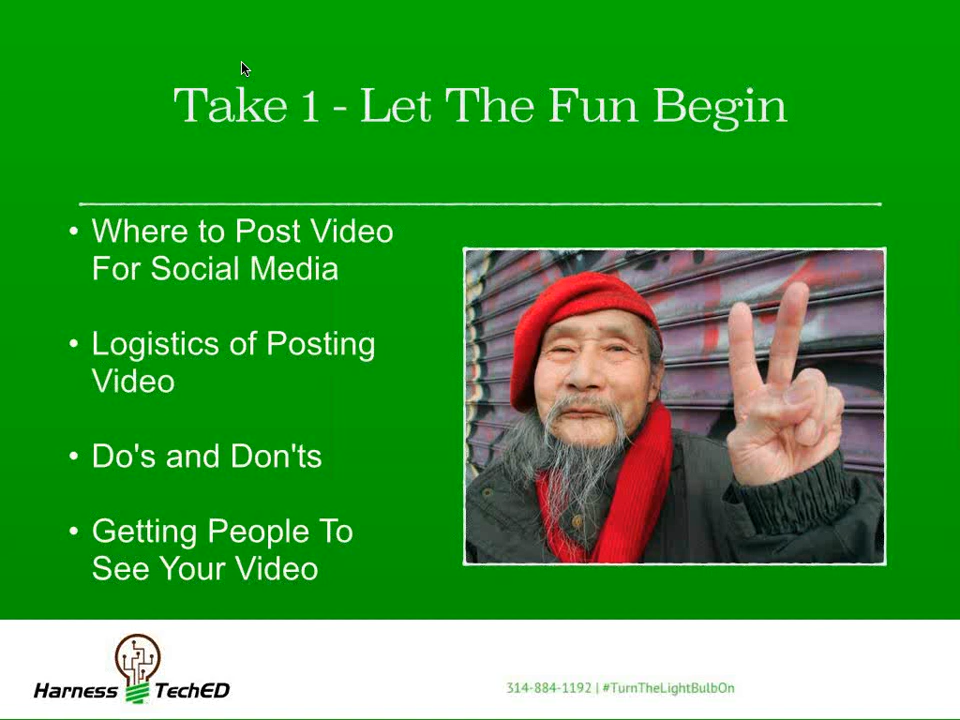 Take 1 - Let The Fun Begin
• Where to Post Video
For Social Media
• Logistics of Posting
Video
• Do's and Don'ts
• Getting People To
See Your Video
Harness TechED
314-884-1192 | #TurnTheLightBulbOn